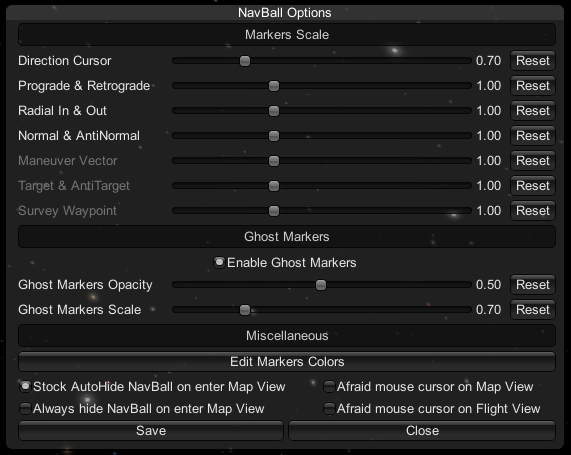 NavBall Options
Markers Scale
Direction Cursor 0.70 Reset
Prograde & Retrograde 1.00 Reset
Radial In & Out 1.00 Reset
Normal & AntiNormal 1.00 Reset
Maneuver Vector 1.00 Reset
Target & AntiTarget 1.00 Reset
Survey Waypoint 1.00 Reset
Ghost Markers
Enable Ghost Markers
Ghost Markers Opacity 0.50 Reset
Ghost Markers Scale 0.70 Reset
Miscellaneous
Edit Markers Colors
Stock AutoHide NavBall on enter Map View Afraid mouse cursor on Map View
Always hide NavBall on enter Map View Afraid mouse cursor on Flight View
Save Close